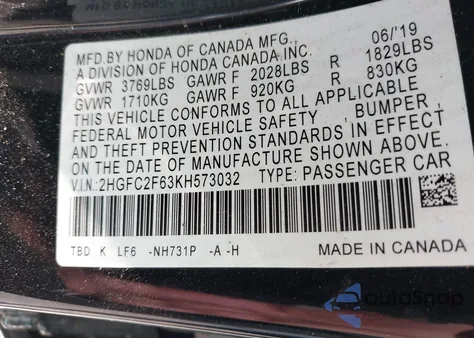 MFD.BY HONDA OF CANADA MFG., 06/'19
A DIVISION OF HONDA CANADA INC.
GVWR 3769LBS GAWR F 2028LBS R 1829LBS
GVWR 1710KG GAWR F 920KG R 830KG
THIS VEHICLE CONFORMS TO ALL APPLICABLE
FEDERAL MOTOR VEHICLE SAFETY , BUMPER ,
AND THEFT PREVENTION STANDARDS IN EFFECT
ON THE DATE OF MANUFACTURE SHOWN ABOVE.
V.I.N.: 2HGFC2F63KH573032 TYPE: PASSENGER CAR
TBD K LF6 -NH731P -A -H MADE IN CANADA
AutoSnap